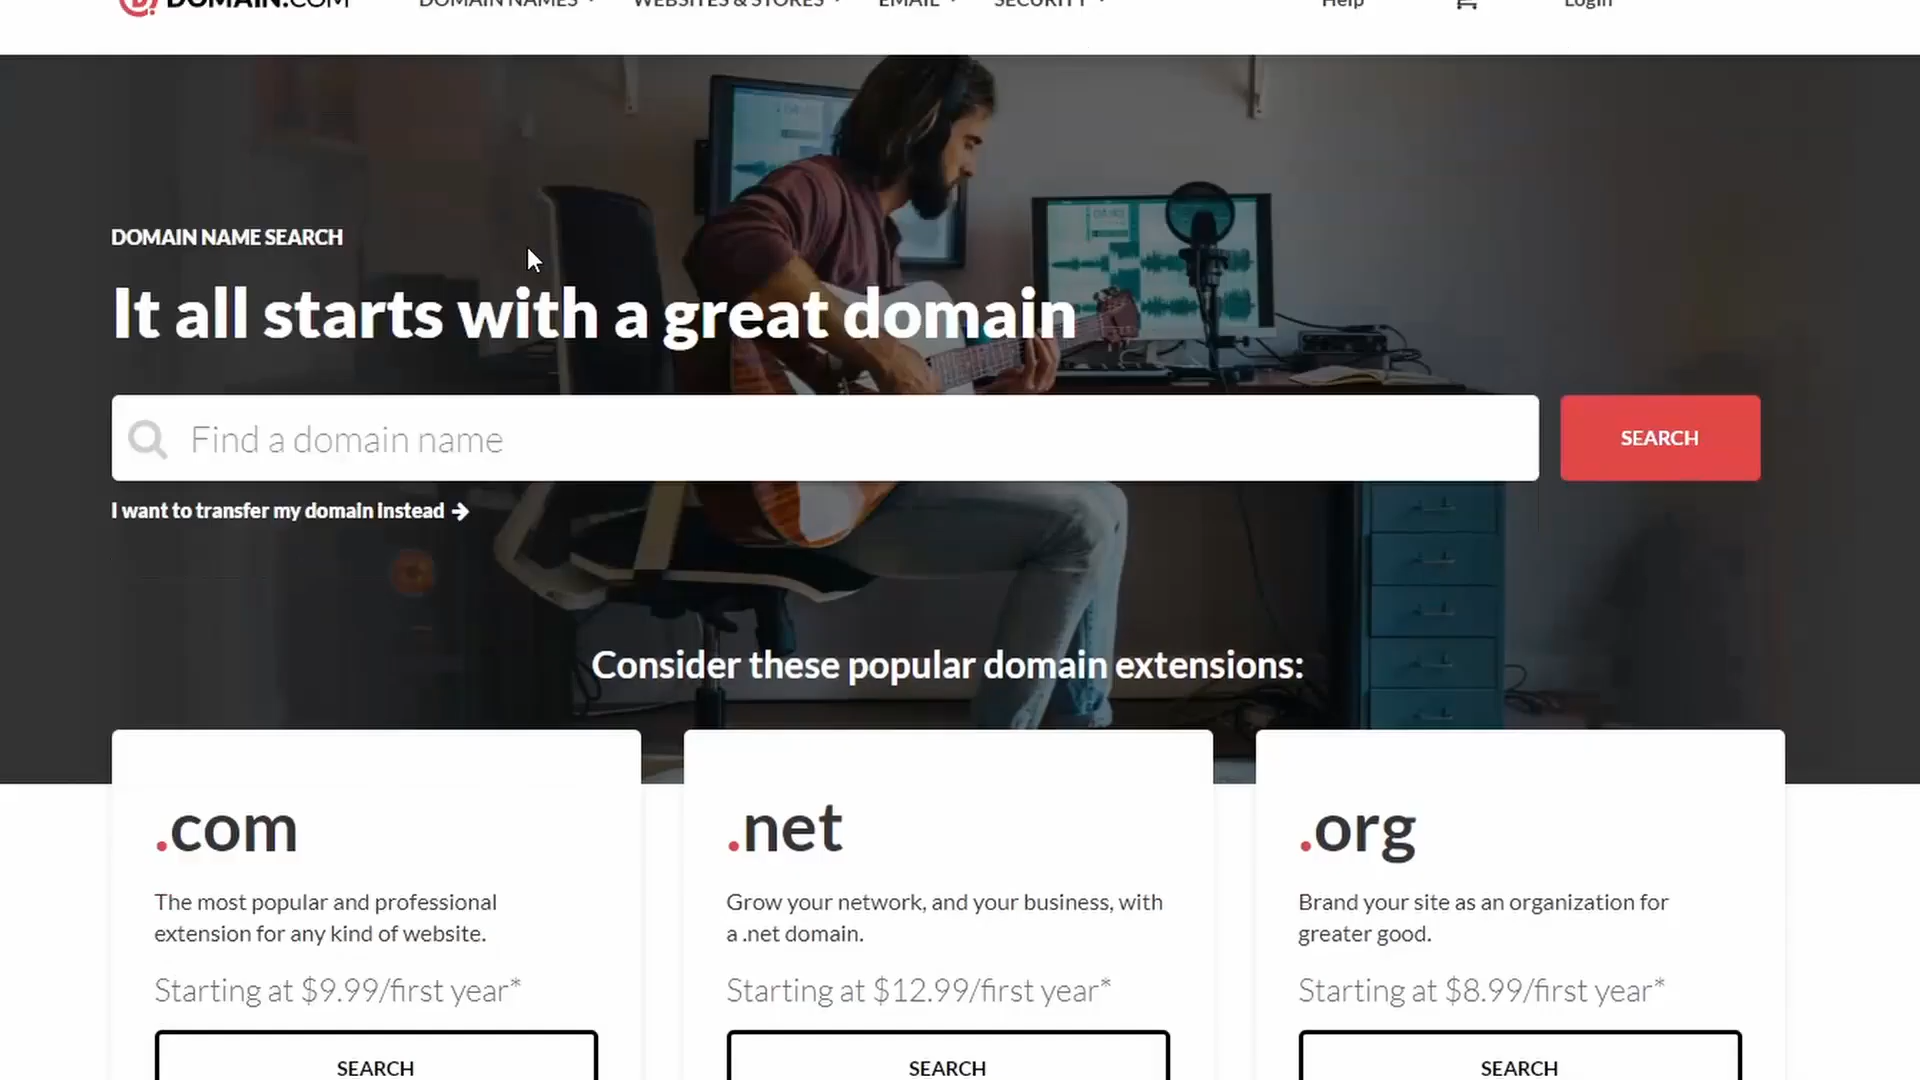 DOMAIN.COM DOMAIN NAMES WEBSITES & STORES EMAIL SECURITY Help Login
DOMAIN NAME SEARCH
It all starts with a great domain
Find a domain name
SEARCH
I want to transfer my domain instead
Consider these popular domain extensions:
.com
The most popular and professional
extension for any kind of website.
Starting at $9.99/first year*
SEARCH
.net
Grow your network, and your business, with
a .net domain.
Starting at $12.99/first year*
SEARCH
.org
Brand your site as an organization for
greater good.
Starting at $8.99/first year*
SEARCH